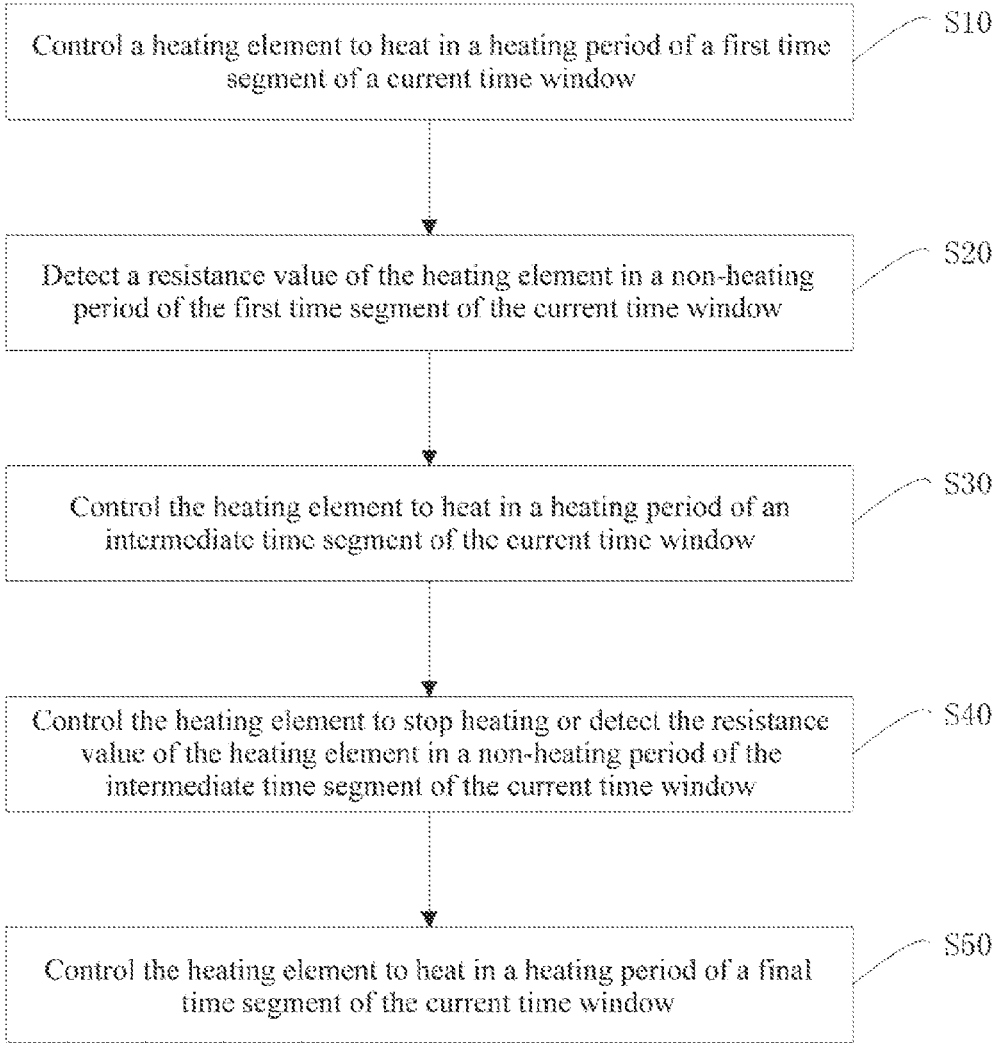 Control a heating element to heat in a heating period of a first time
segment of a current time window
S10
Detect a resistance value of the heating element in a non-heating
period of the first time segment of the current time window
S20
Control the heating element to heat in a heating period of an
intermediate time segment of the current time window
S30
Control the heating element to stop heating or detect the resistance
value of the heating element in a non-heating period of the
intermediate time segment of the current time window
S40
Control the heating element to heat in a heating period of a final
time segment of the current time window
S50